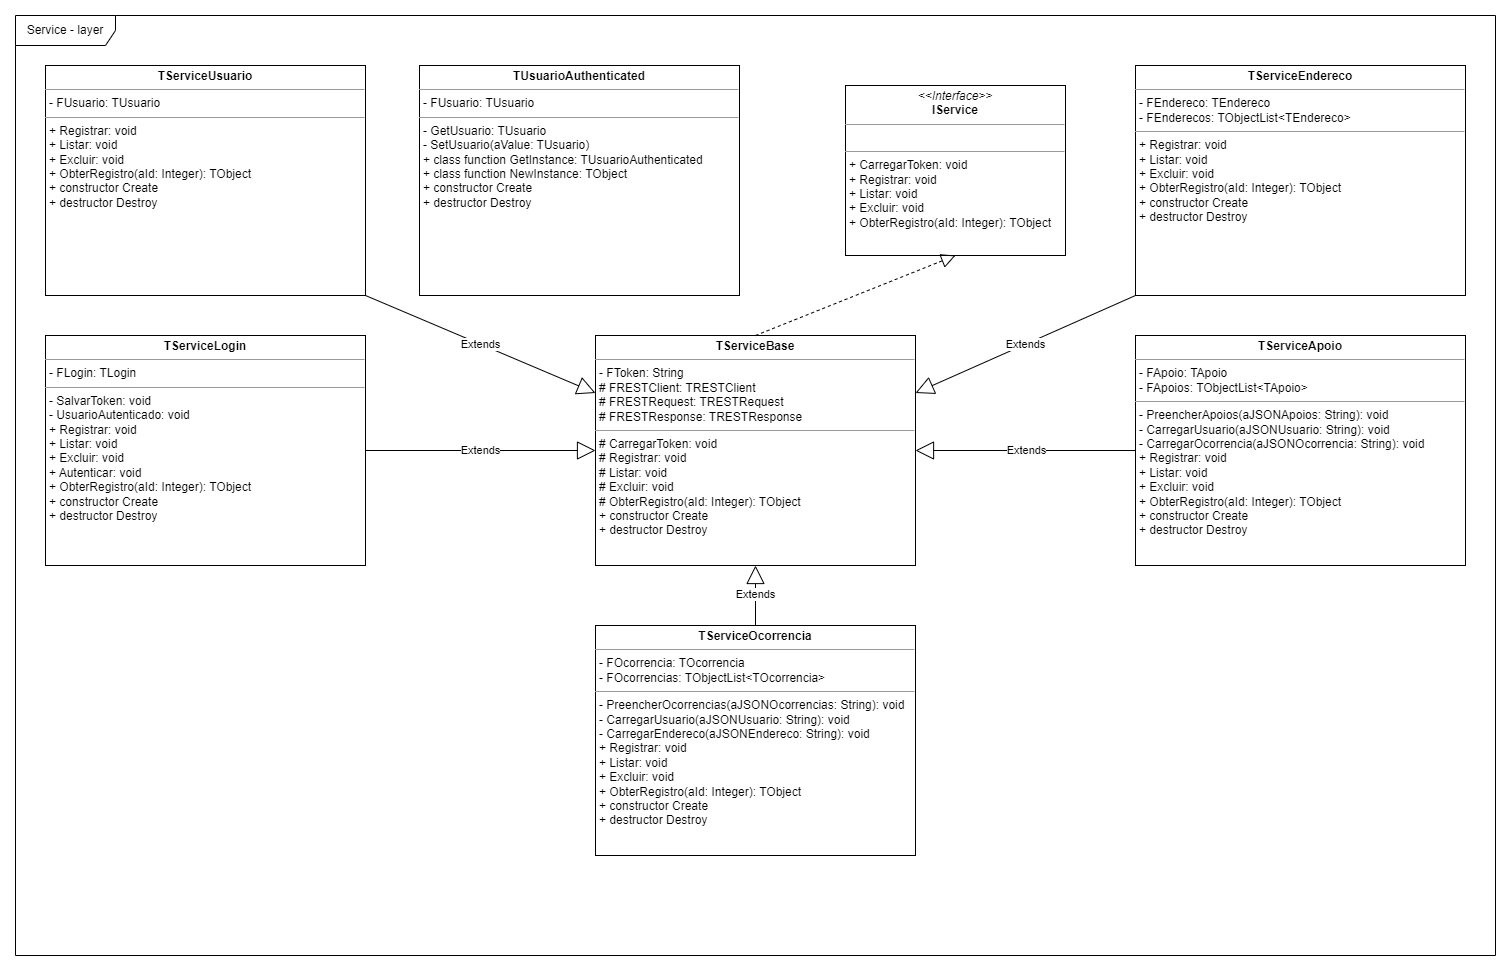 Service - layer
TServiceUsuario
- FUsuario: TUsuario
+ Registrar: void
+ Listar: void
+ Excluir: void
+ ObterRegistro(aId: Integer): TObject
+ constructor Create
+ destructor Destroy
TUsuarioAuthenticated
- FUsuario: TUsuario
- GetUsuario: TUsuario
- SetUsuario(aValue: TUsuario)
+ class function GetInstance: TUsuarioAuthenticated
+ class function NewInstance: TObject
+ constructor Create
+ destructor Destroy
<<Interface>>
IService
+ CarregarToken: void
+ Registrar: void
+ Listar: void
+ Excluir: void
+ ObterRegistro(aId: Integer): TObject
TServiceEndereco
- FEndereco: TEndereco
- FEnderecos: TObjectList<TEndereco>
+ Registrar: void
+ Listar: void
+ Excluir: void
+ ObterRegistro(aId: Integer): TObject
+ constructor Create
+ destructor Destroy
Extends
Extends
TServiceLogin
- FLogin: TLogin
- SalvarToken: void
- UsuarioAutenticado: void
+ Registrar: void
+ Listar: void
+ Excluir: void
+ Autenticar: void
+ ObterRegistro(aId: Integer): TObject
+ constructor Create
+ destructor Destroy
Extends
TServiceBase
- FToken: String
# FRESTClient: TRESTClient
# FRESTRequest: TRESTRequest
# FRESTResponse: TRESTResponse
# CarregarToken: void
# Registrar: void
# Listar: void
# Excluir: void
# ObterRegistro(aId: Integer): TObject
+ constructor Create
+ destructor Destroy
Extends
TServiceApoio
- FApoio: TApoio
- FApoios: TObjectList<TApoio>
- PreencherApoios(aJSONApoios: String): void
- CarregarUsuario(aJSONUsuario: String): void
- CarregarOcorrencia(aJSONOcorrencia: String): void
+ Registrar: void
+ Listar: void
+ Excluir: void
+ ObterRegistro(aId: Integer): TObject
+ constructor Create
+ destructor Destroy
Extends
TServiceOcorrencia
- FOcorrencia: TOcorrencia
- FOcorrencias: TObjectList<TOcorrencia>
- PreencherOcorrencias(aJSONOcorrencias: String): void
- CarregarUsuario(aJSONUsuario: String): void
- CarregarEndereco(aJSONEndereco: String): void
+ Registrar: void
+ Listar: void
+ Excluir: void
+ ObterRegistro(aId: Integer): TObject
+ constructor Create
+ destructor Destroy